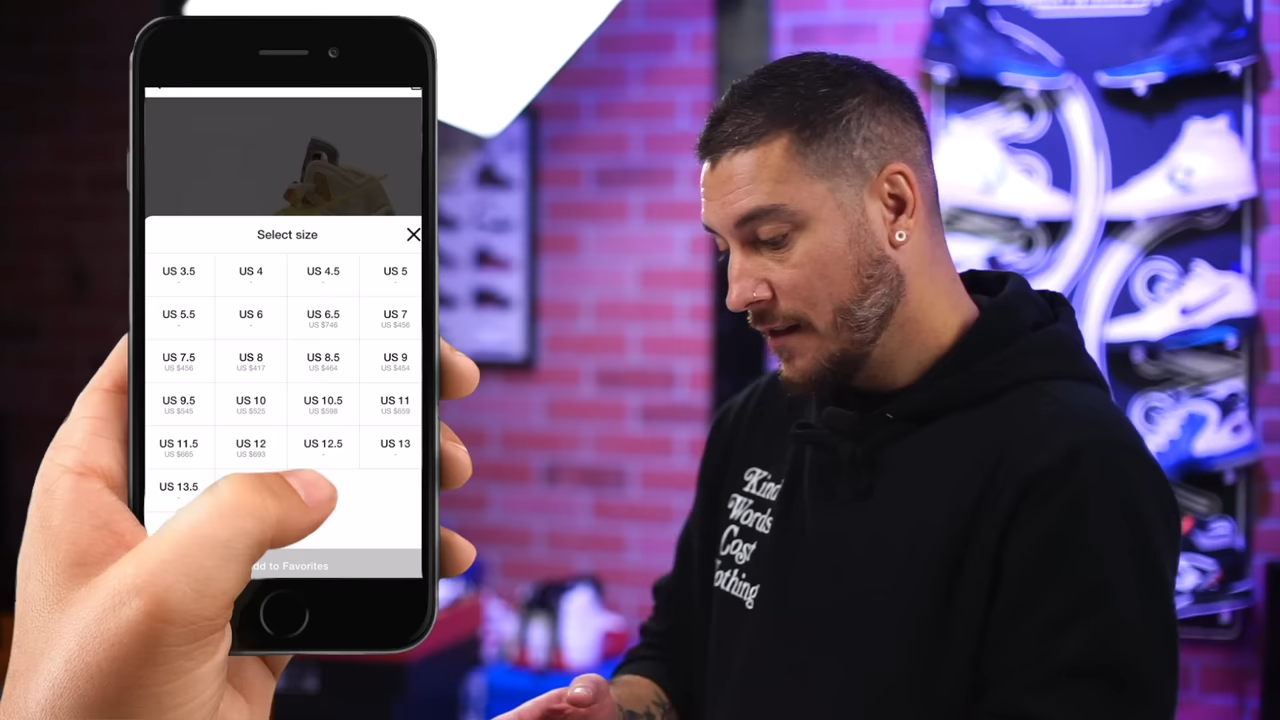 Select size
US 3.5 US 4 US 4.5 US 5
- - - -
US 5.5 US 6 US 6.5 US 7
- - US $746 US $456
US 7.5 US 8 US 8.5 US 9
US $456 US $417 US $464 US $454
US 9.5 US 10 US 10.5 US 11
US $545 US $525 US $598 US $659
US 11.5 US 12 US 12.5 US 13
US $665 US $693 - -
US 13.5
-
dd to Favorites
Kind
Words
Cost
othing